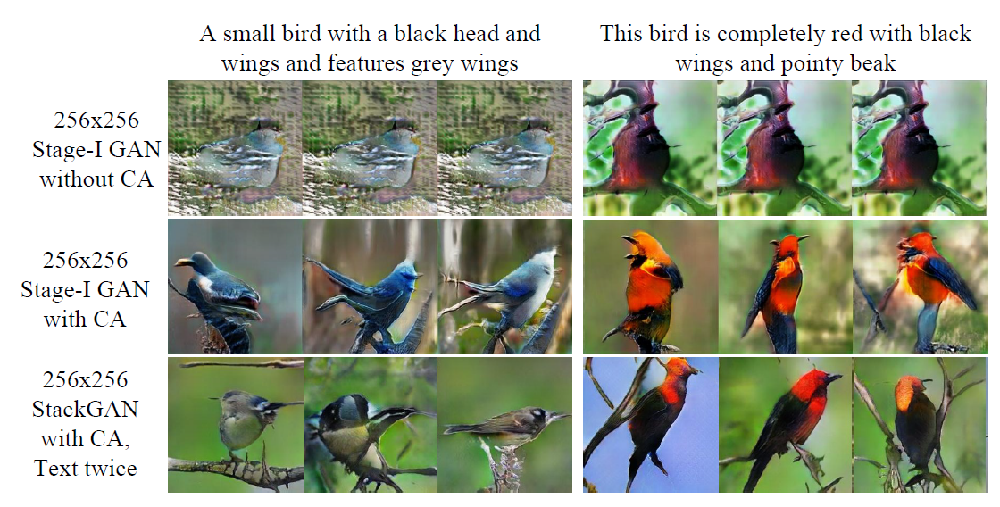 A small bird with a black head and
wings and features grey wings
This bird is completely red with black
wings and pointy beak
256x256
Stage-I GAN
without CA
256x256
Stage-I GAN
with CA
256x256
StackGAN
with CA,
Text twice